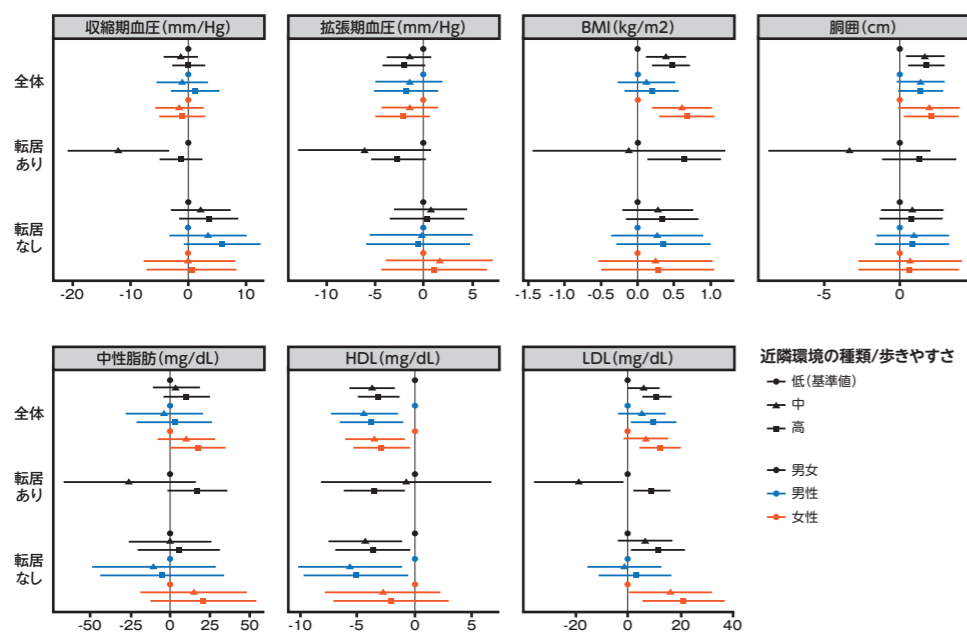 収縮期血圧(mm/Hg)
拡張期血圧(mm/Hg)
BMI(kg/m2)
胴囲(cm)
全体
転居
あり
転居
なし
-20 -10 0 10
-10 -5 0 5
-1.5 -1.0 -0.5 0 0.5 1.0
-5 0
中性脂肪(mg/dL)
HDL(mg/dL)
LDL(mg/dL)
全体
転居
あり
転居
なし
-50 -25 0 25 50
-10 -5 0 5
-20 0 20 40
近隣環境の種類/歩きやすさ
低(基準値)
中
高
男女
男性
女性